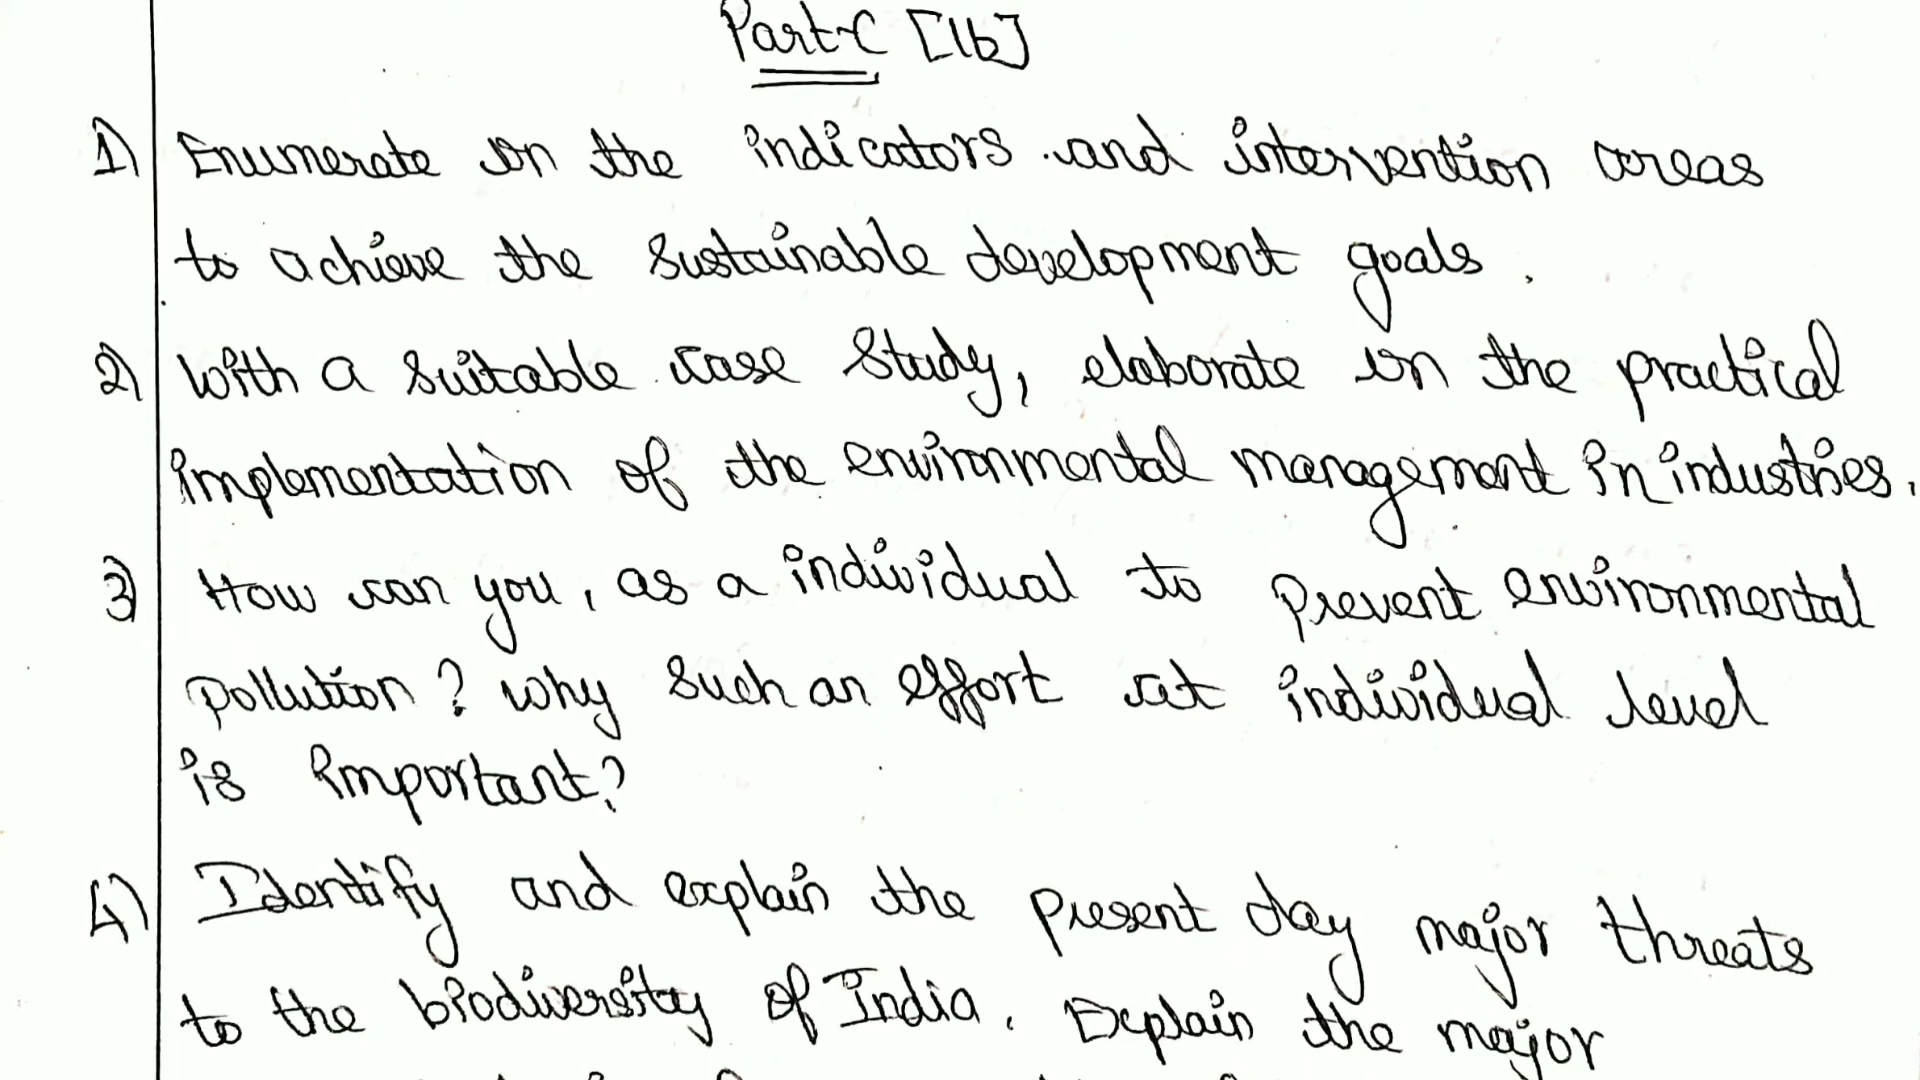 Part-C [16]
1) Enumerate on the indicators and intervention areas
to achieve the sustainable development goals.
2) With a suitable case study, elaborate on the practical
implementation of the environmental management in industries.
3) How can you, as a individual to prevent environmental
pollution? why such an effort at individual level
is important?
4) Identify and explain the present day major threats
to the biodiversity of India. Explain the major